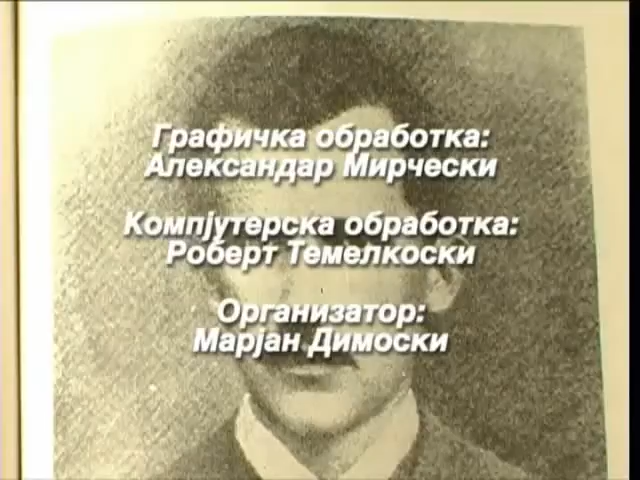 Графичка обработка:
Александар Мирчески
Компјутерска обработка:
Роберт Темелкоски
Организатор:
Марјан Димоски